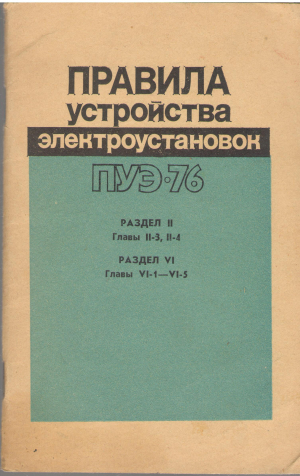 ПРАВИЛА
устройства
электроустановок
ПУЭ·76
РАЗДЕЛ II
Главы II-3, II-4
РАЗДЕЛ VI
Главы VI-1—VI-5